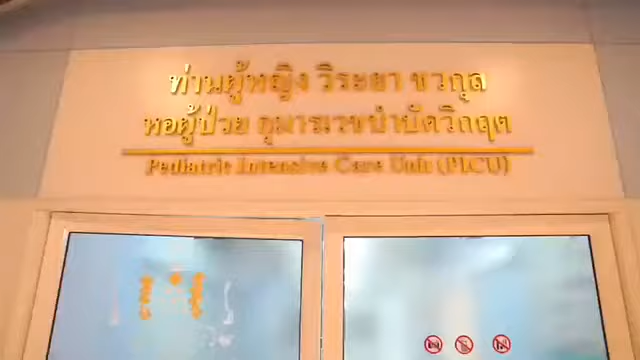 ท่านผู้หญิง วิระยา ชวกุล
หอผู้ป่วย กุมารเวชบำบัดวิกฤต
Pediatric Intensive Care Unit (PICU)